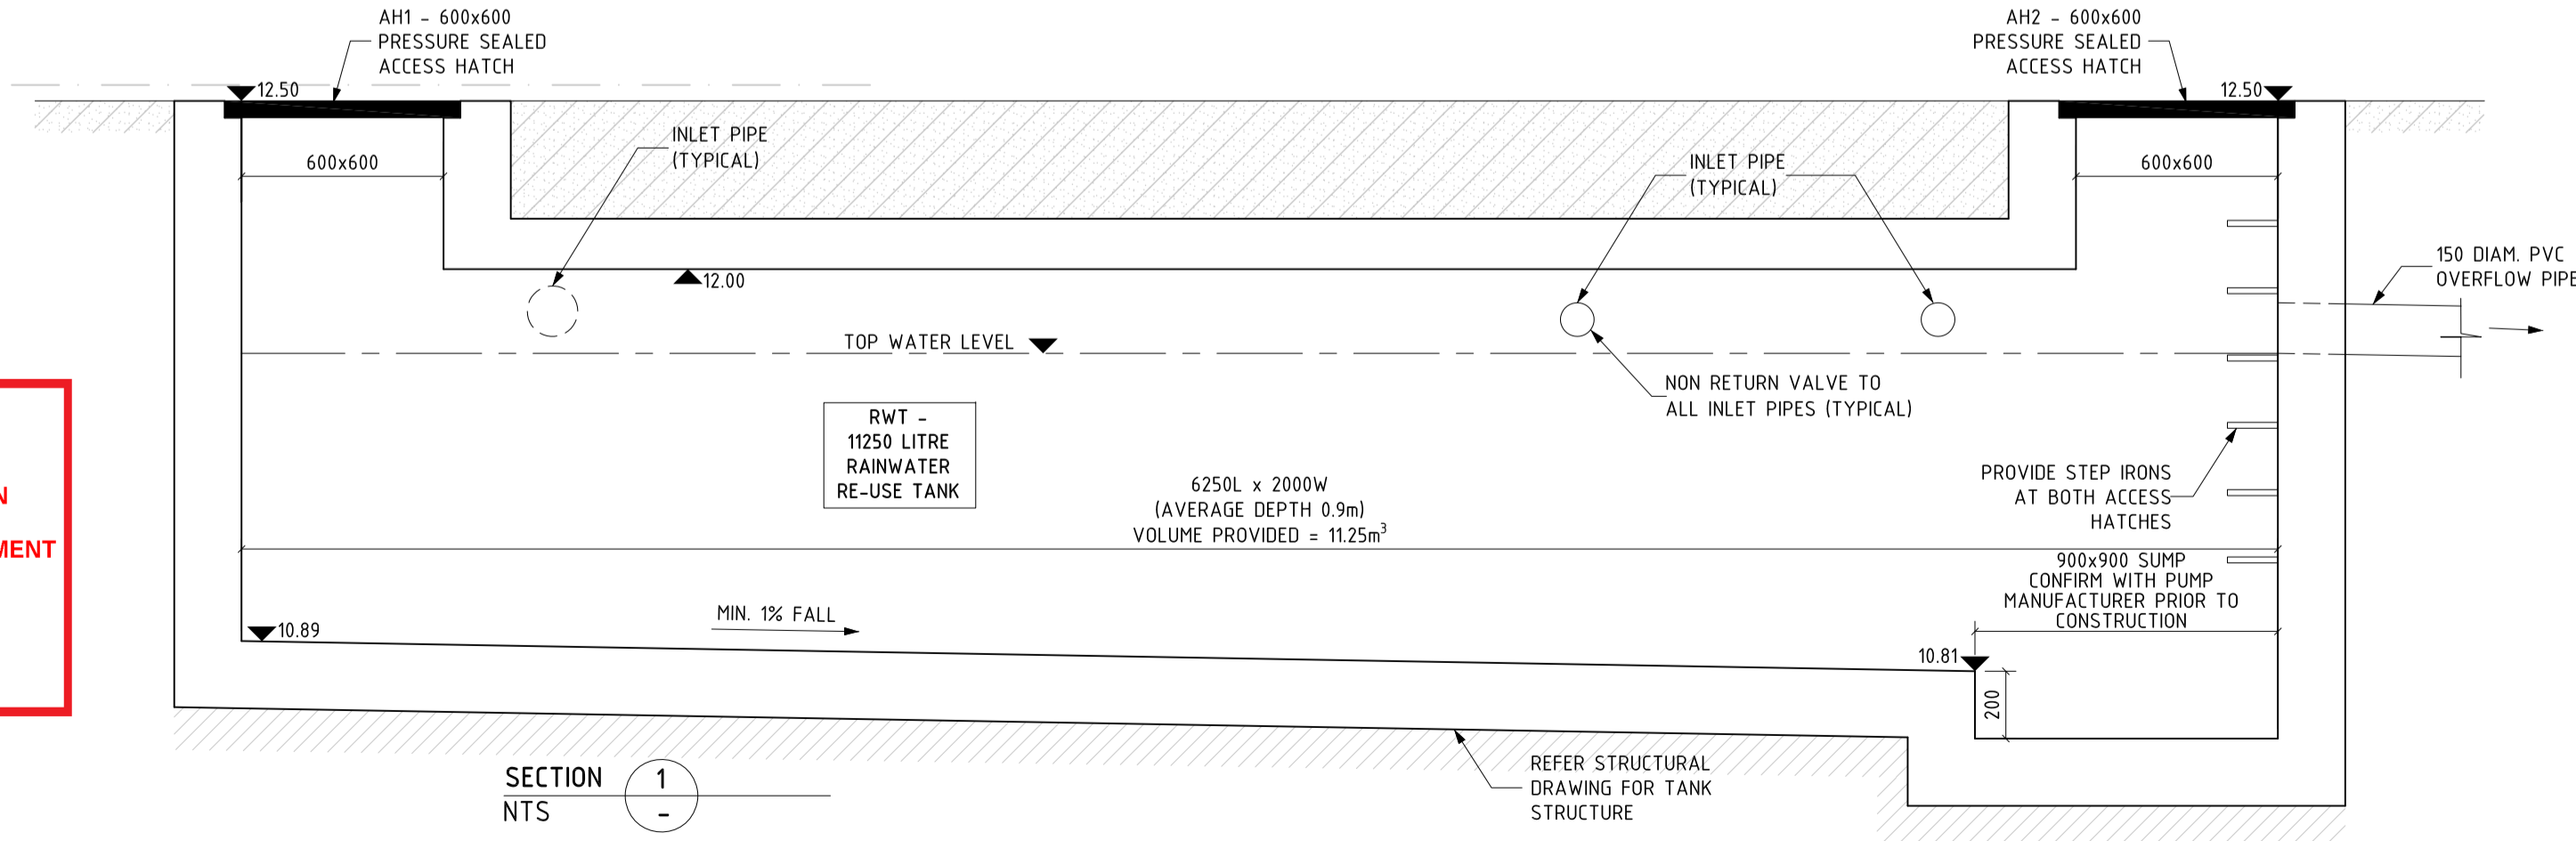 AH1 - 600x600
PRESSURE SEALED
ACCESS HATCH
AH2 - 600x600
PRESSURE SEALED
ACCESS HATCH
12.50
12.50
INLET PIPE
(TYPICAL)
600x600
INLET PIPE
(TYPICAL)
600x600
150 DIAM. PVC
OVERFLOW PIPE
12.00
TOP WATER LEVEL
NON RETURN VALVE TO
ALL INLET PIPES (TYPICAL)
RWT -
11250 LITRE
RAINWATER
RE-USE TANK
6250L x 2000W
(AVERAGE DEPTH 0.9m)
VOLUME PROVIDED = 11.25m³
PROVIDE STEP IRONS
AT BOTH ACCESS
HATCHES
900x900 SUMP
CONFIRM WITH PUMP
MANUFACTURER PRIOR TO
CONSTRUCTION
MIN. 1% FALL
10.89
10.81
200
REFER STRUCTURAL
DRAWING FOR TANK
STRUCTURE
SECTION 1
NTS -